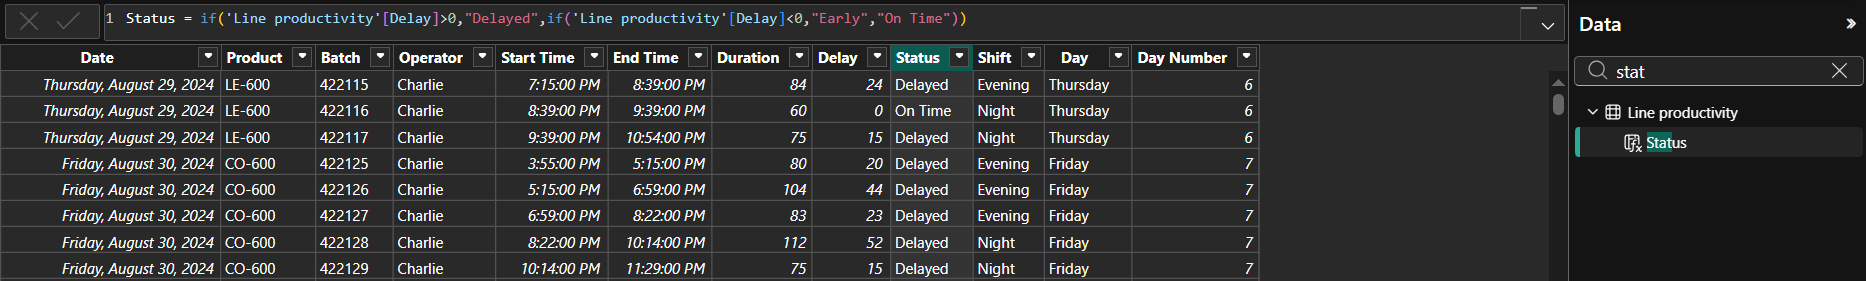 1 Status = if('Line productivity'[Delay]>0,"Delayed",if('Line productivity'[Delay]<0,"Early","On Time"))
Date Product Batch Operator Start Time End Time Duration Delay Status Shift Day Day Number
Thursday, August 29, 2024 LE-600 422115 Charlie 7:15:00 PM 8:39:00 PM 84 24 Delayed Evening Thursday 6
Thursday, August 29, 2024 LE-600 422116 Charlie 8:39:00 PM 9:39:00 PM 60 0 On Time Night Thursday 6
Thursday, August 29, 2024 LE-600 422117 Charlie 9:39:00 PM 10:54:00 PM 75 15 Delayed Night Thursday 6
Friday, August 30, 2024 CO-600 422125 Charlie 3:55:00 PM 5:15:00 PM 80 20 Delayed Evening Friday 7
Friday, August 30, 2024 CO-600 422126 Charlie 5:15:00 PM 6:59:00 PM 104 44 Delayed Evening Friday 7
Friday, August 30, 2024 CO-600 422127 Charlie 6:59:00 PM 8:22:00 PM 83 23 Delayed Evening Friday 7
Friday, August 30, 2024 CO-600 422128 Charlie 8:22:00 PM 10:14:00 PM 112 52 Delayed Night Friday 7
Friday, August 30, 2024 CO-600 422129 Charlie 10:14:00 PM 11:29:00 PM 75 15 Delayed Night Friday 7
Data
stat
Line productivity
Status